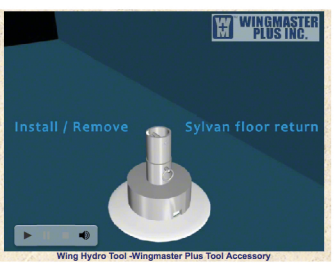 WINGMASTER
PLUS INC.
Install / Remove Sylvan floor return
Wing Hydro Tool -Wingmaster Plus Tool Accessory